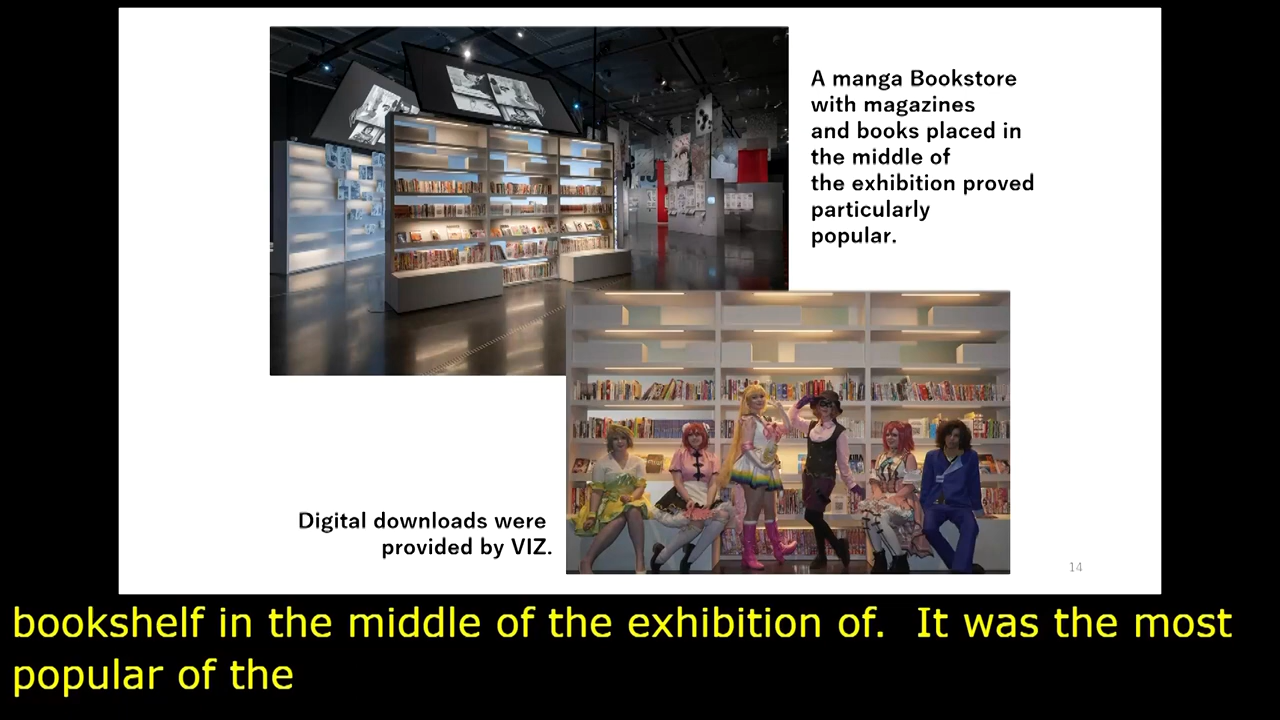 A manga Bookstore
with magazines
and books placed in
the middle of
the exhibition proved
particularly
popular.
Digital downloads were
provided by VIZ.
14
bookshelf in the middle of the exhibition of.  It was the most
popular of the